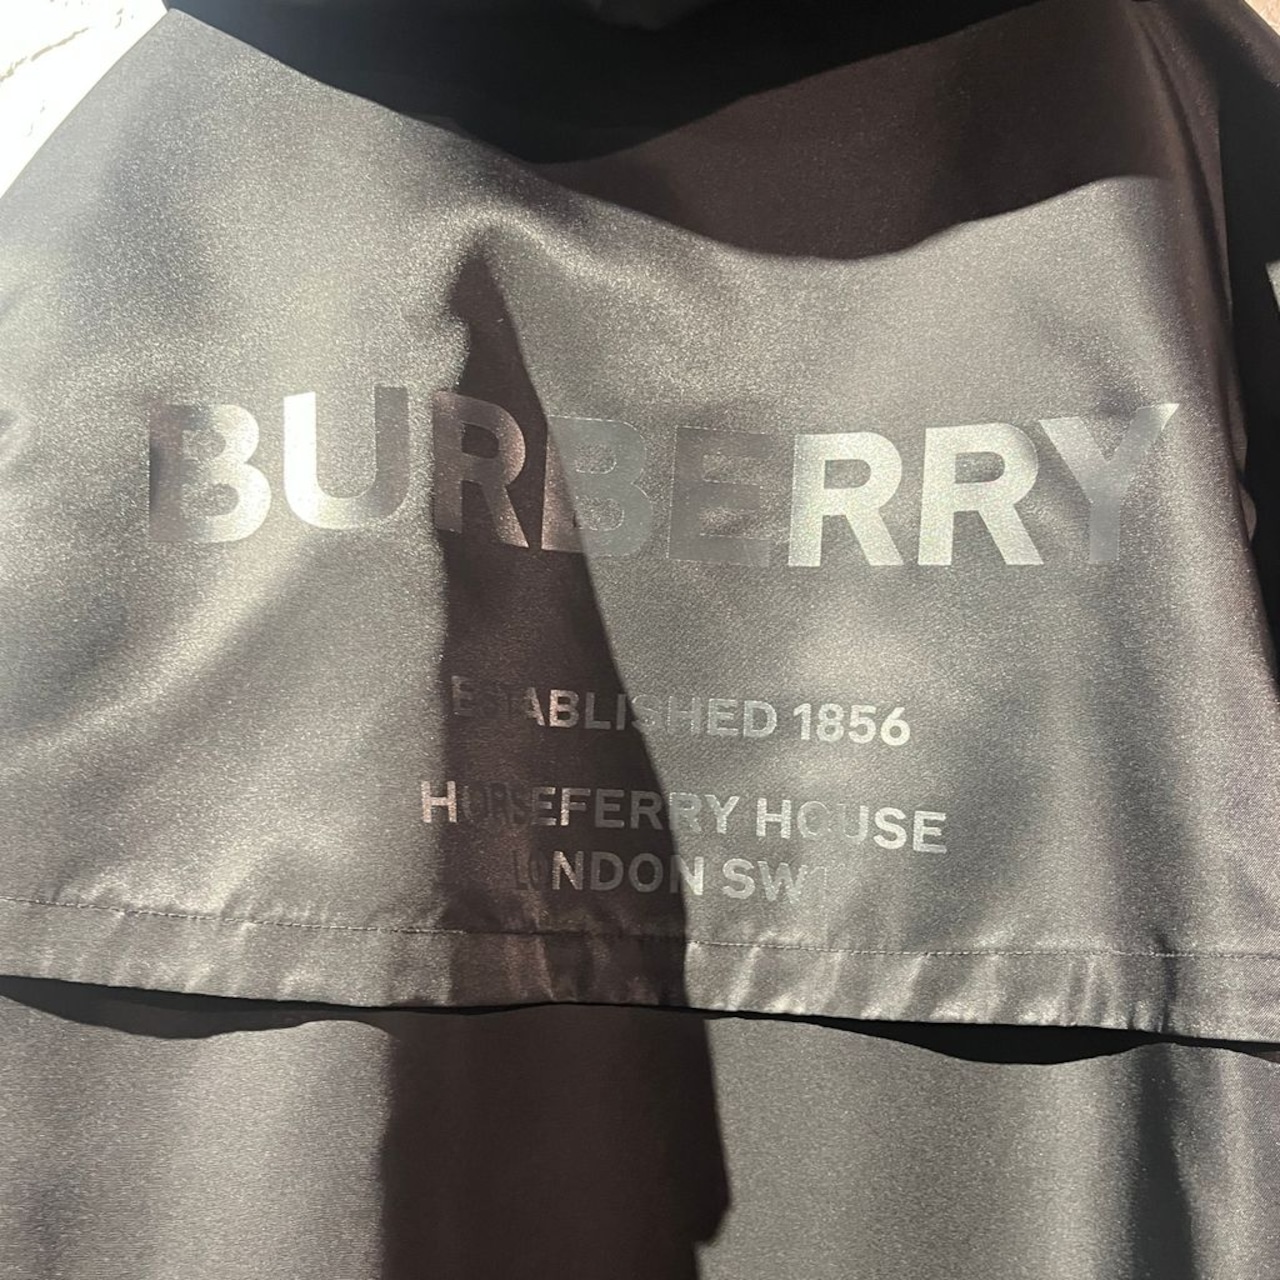 BURBERRY
ESTABLISHED 1856
HORSEFERRY HOUSE
LONDON SW1